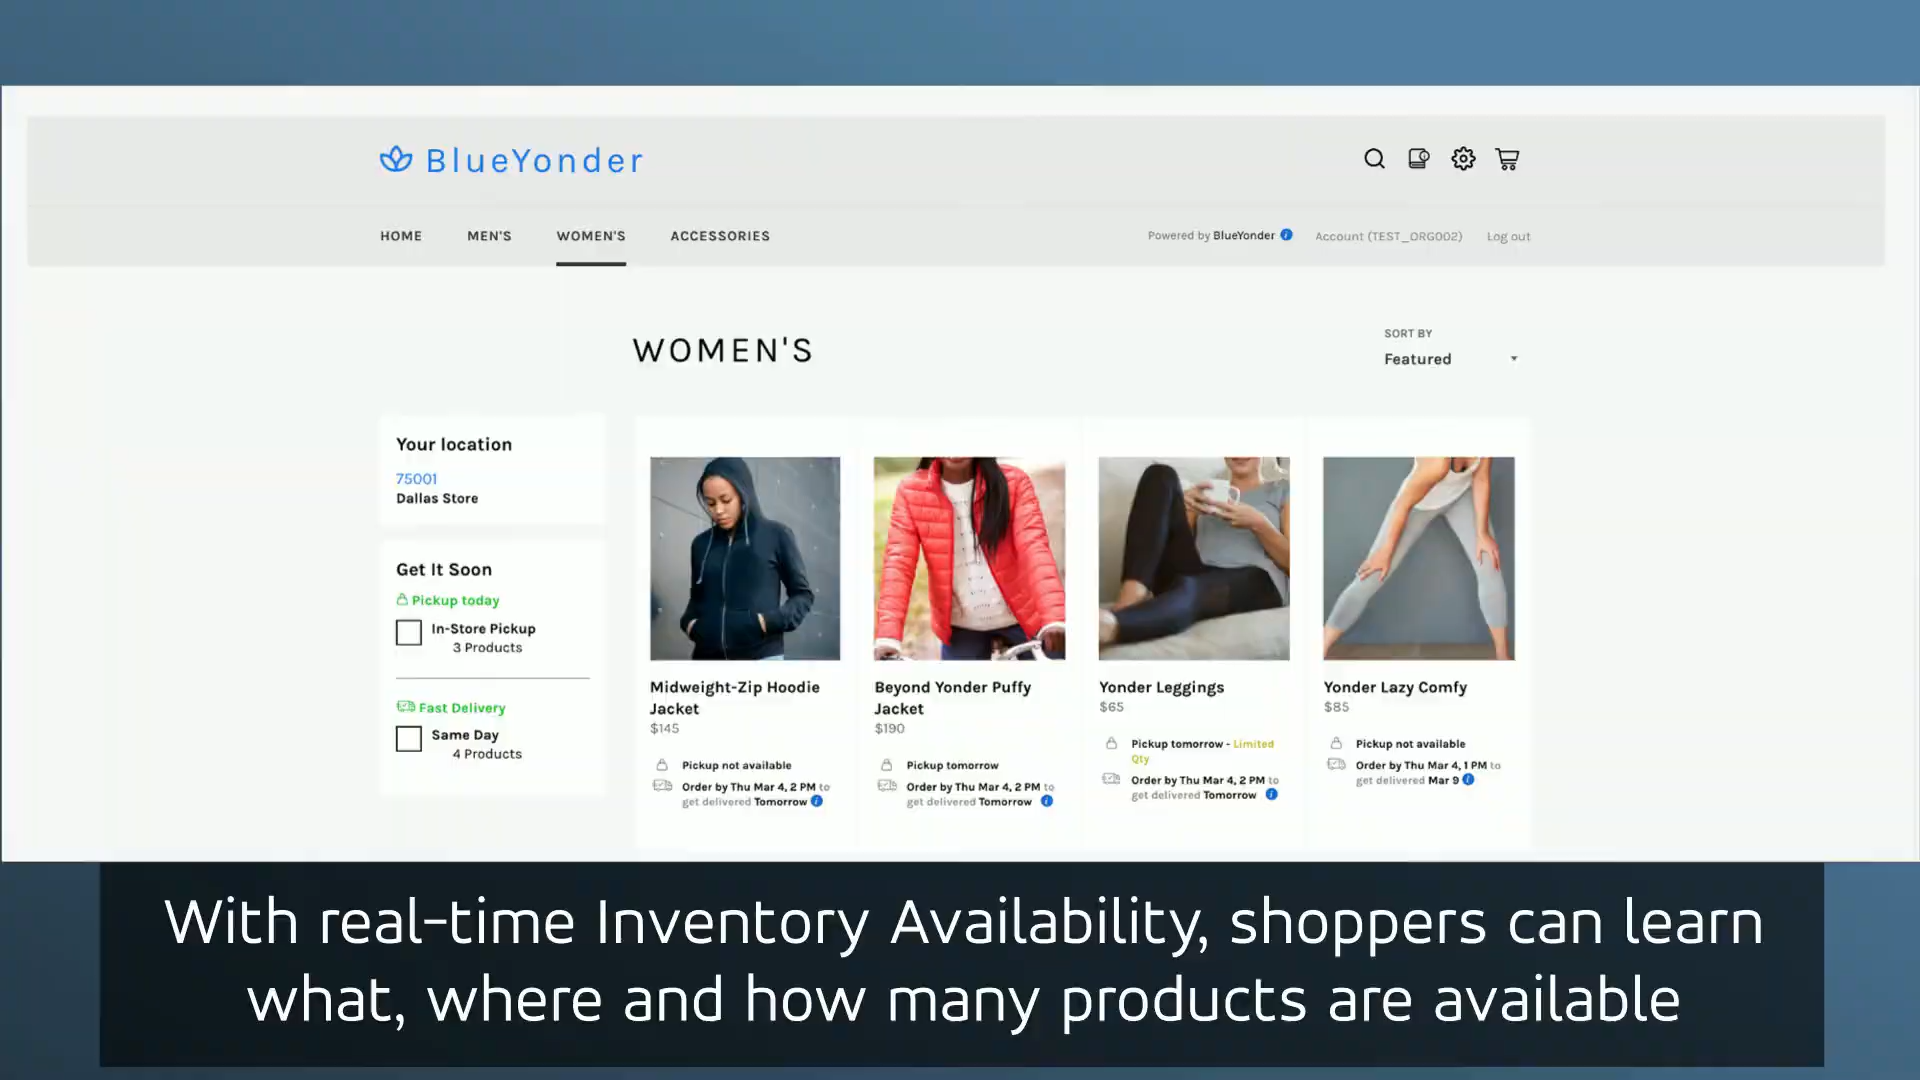 BlueYonder
HOME MEN'S WOMEN'S ACCESSORIES
Powered by BlueYonder Account (TEST_ORG002) Log out
WOMEN'S
SORT BY
Featured
Your location
75001
Dallas Store
Get It Soon
Pickup today
In-Store Pickup
3 Products
Fast Delivery
Same Day
4 Products
Midweight-Zip Hoodie
Jacket
$145
Pickup not available
Order by Thu Mar 4, 2 PM to
get delivered Tomorrow
Beyond Yonder Puffy
Jacket
$190
Pickup tomorrow
Order by Thu Mar 4, 2 PM to
get delivered Tomorrow
Yonder Leggings
$65
Pickup tomorrow - Limited
Qty
Order by Thu Mar 4, 2 PM to
get delivered Tomorrow
Yonder Lazy Comfy
$85
Pickup not available
Order by Thu Mar 4, 1 PM to
get delivered Mar 9
With real-time Inventory Availability, shoppers can learn
what, where and how many products are available